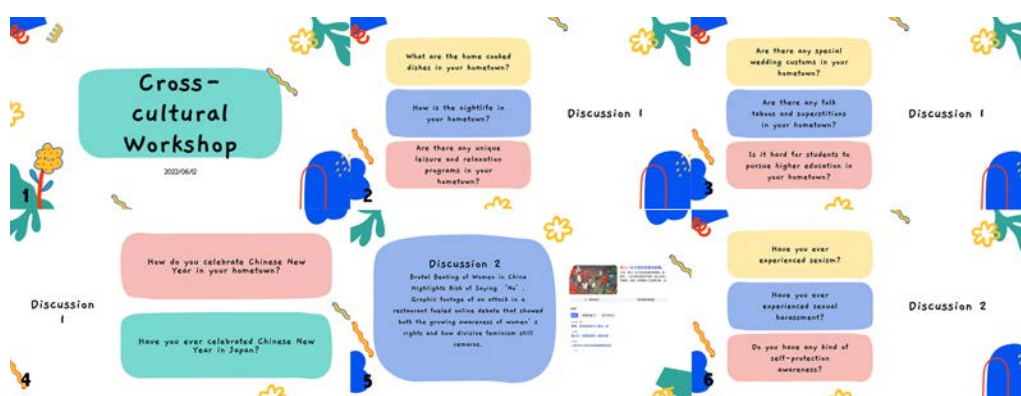 Cross-
cultural
Workshop
2022/06/12
1
What are the home cooked
dishes in your hometown?
How is the nightlife in
your hometown?
Are there any unique
leisure and relaxation
programs in your
hometown?
Discussion 1
2
Are there any special
wedding customs in your
hometown?
Are there any folk
taboos and superstitions
in your hometown?
Is it hard for students to
pursue higher education in
your hometown?
Discussion 1
3
How do you celebrate Chinese New
Year in your hometown?
Discussion
1
Have you ever celebrated Chinese New
Year in Japan?
4
Discussion 2
Brutal Beating of Women in China
Highlights Risk of Saying 'No'.
Graphic footage of an attack in a
restaurant fueled online debate that showed
both the growing awareness of women's
rights and how divisive feminism still
remains.
5
Have you ever
experienced sexism?
Have you ever
experienced sexual
harassment?
Do you have any kind of
self-protection
awareness?
Discussion 2
6